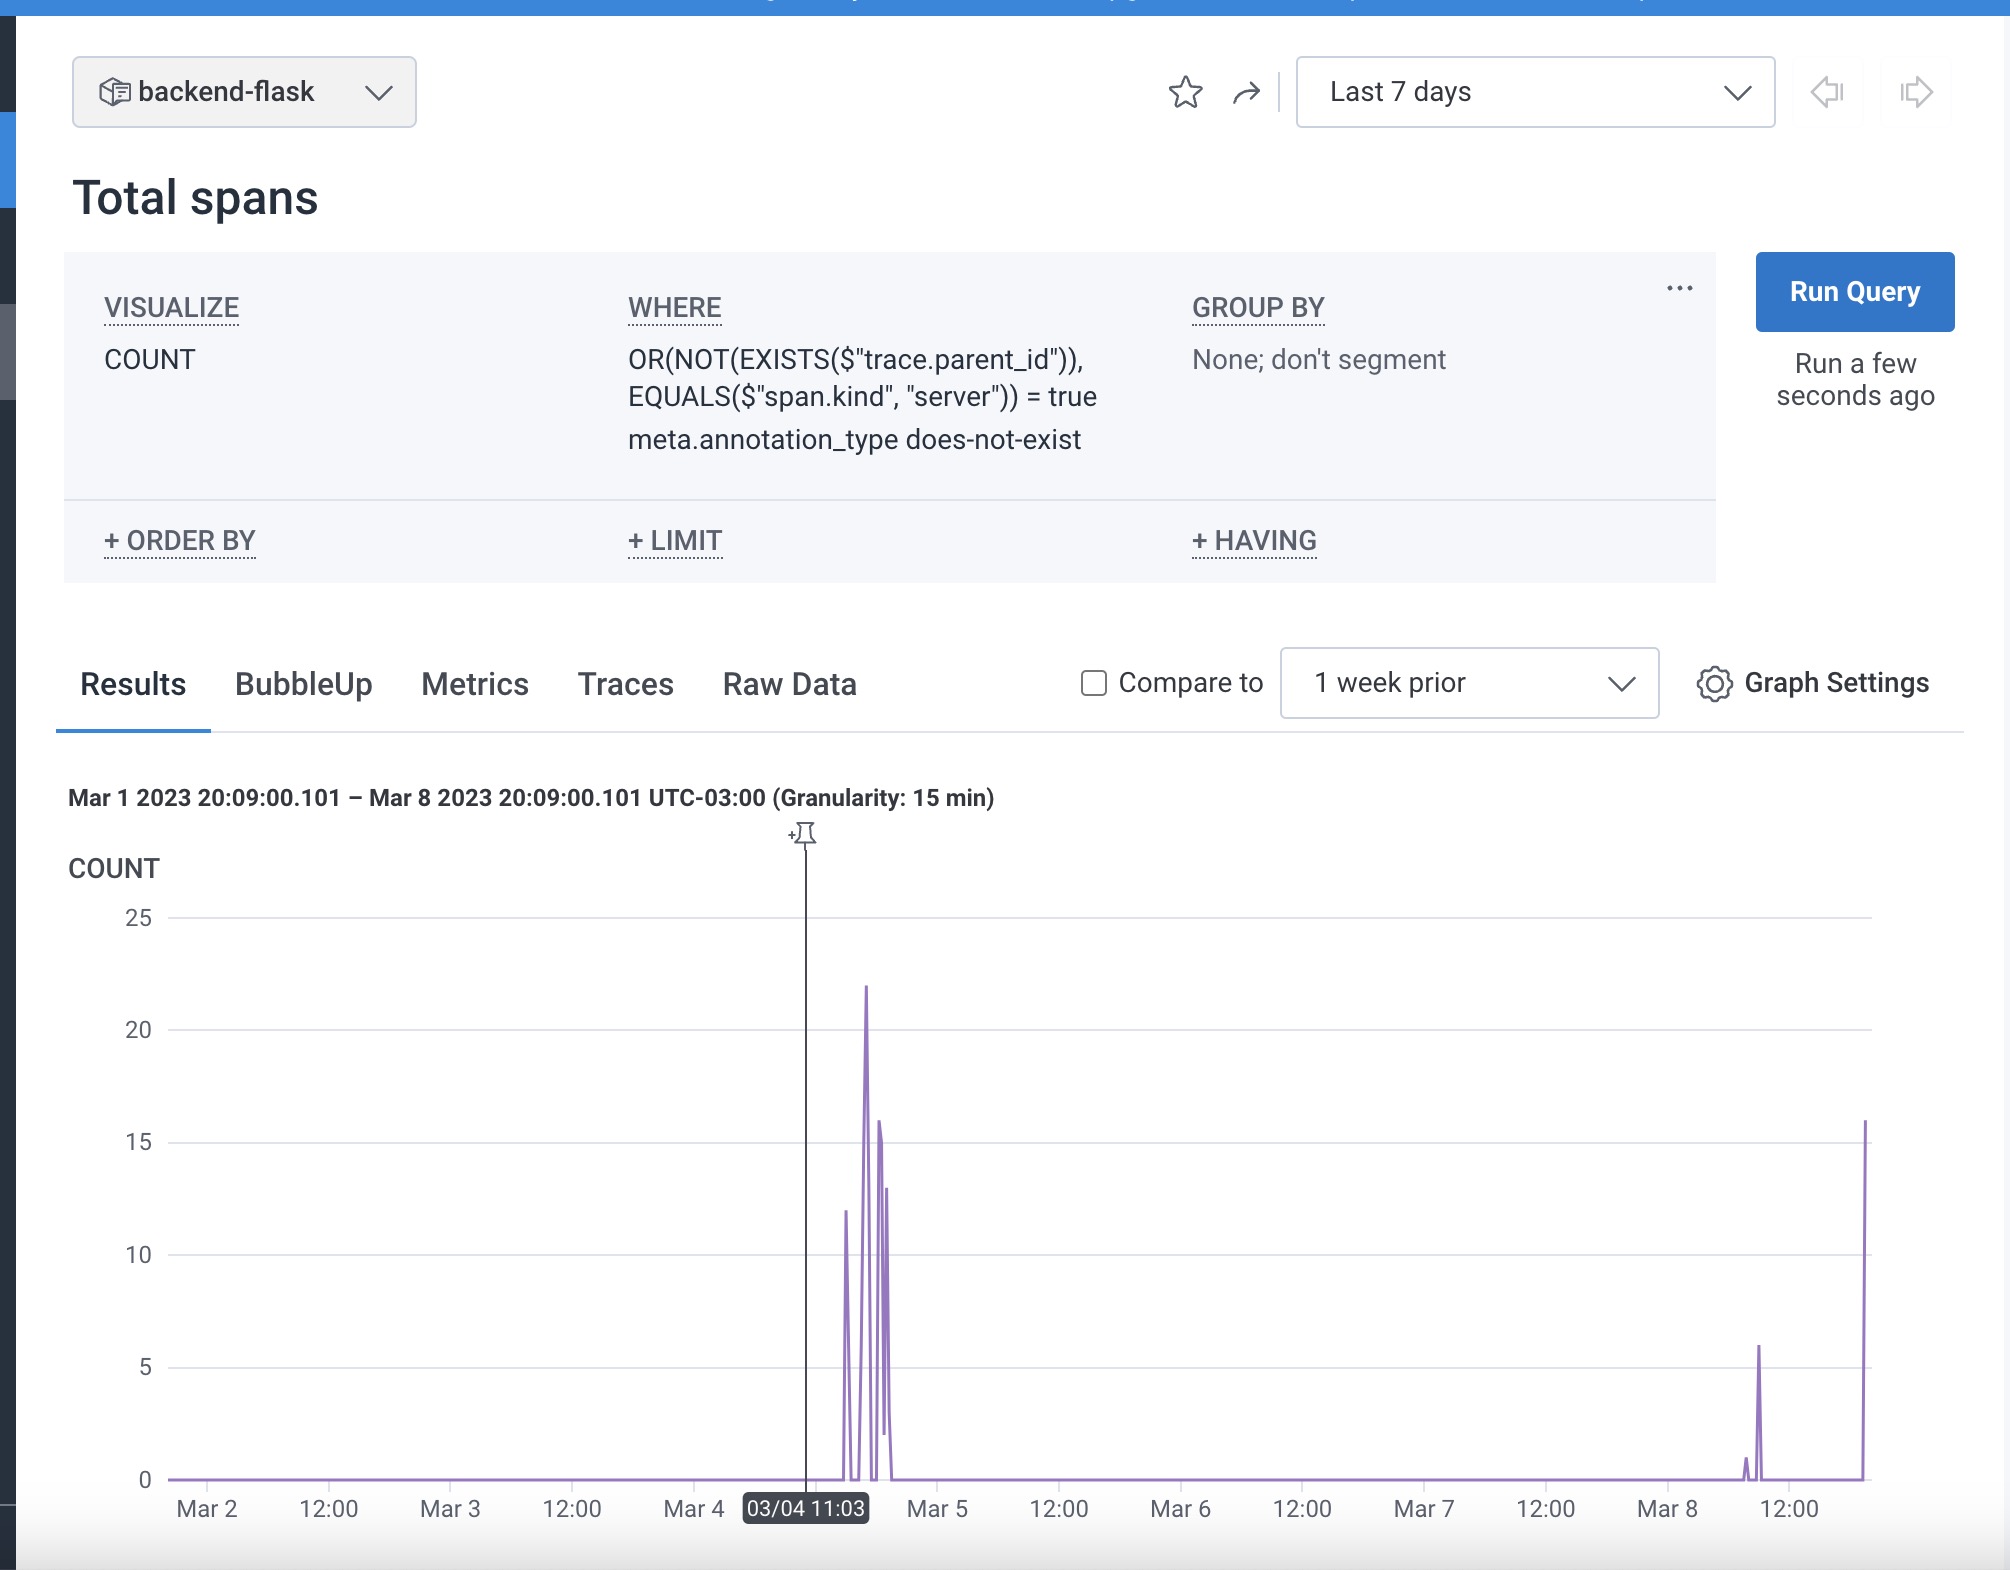 backend-flask
Last 7 days
Total spans
VISUALIZE
COUNT
WHERE
OR(NOT(EXISTS($"trace.parent_id")),
EQUALS($"span.kind", "server")) = true
meta.annotation_type does-not-exist
GROUP BY
None; don't segment
...
Run Query
Run a few
seconds ago
+ ORDER BY
+ LIMIT
+ HAVING
Results BubbleUp Metrics Traces Raw Data
Compare to
1 week prior
Graph Settings
Mar 1 2023 20:09:00.101 – Mar 8 2023 20:09:00.101 UTC-03:00 (Granularity: 15 min)
COUNT
25
20
15
10
5
0
Mar 2 12:00 Mar 3 12:00 Mar 4 03/04 11:03 Mar 5 12:00 Mar 6 12:00 Mar 7 12:00 Mar 8 12:00